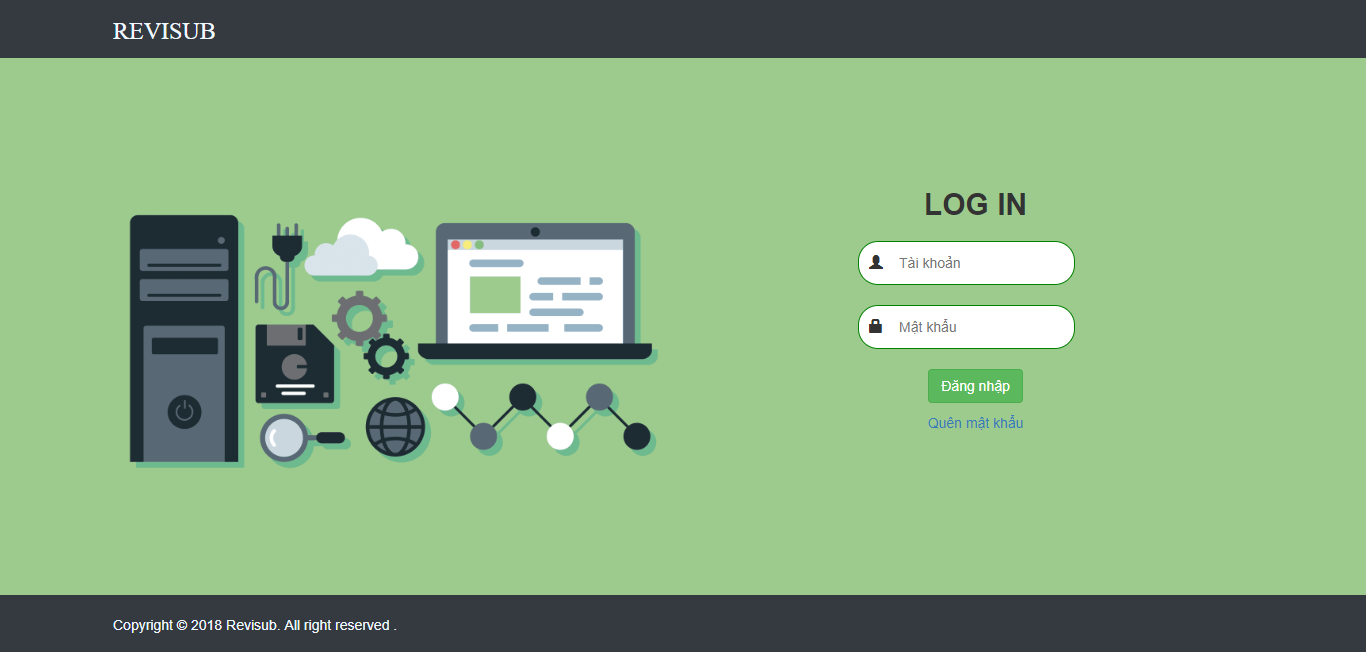 REVISUB
LOG IN
Tài khoản
Mật khẩu
Đăng nhập
Quên mật khẩu
Copyright © 2018 Revisub. All right reserved .